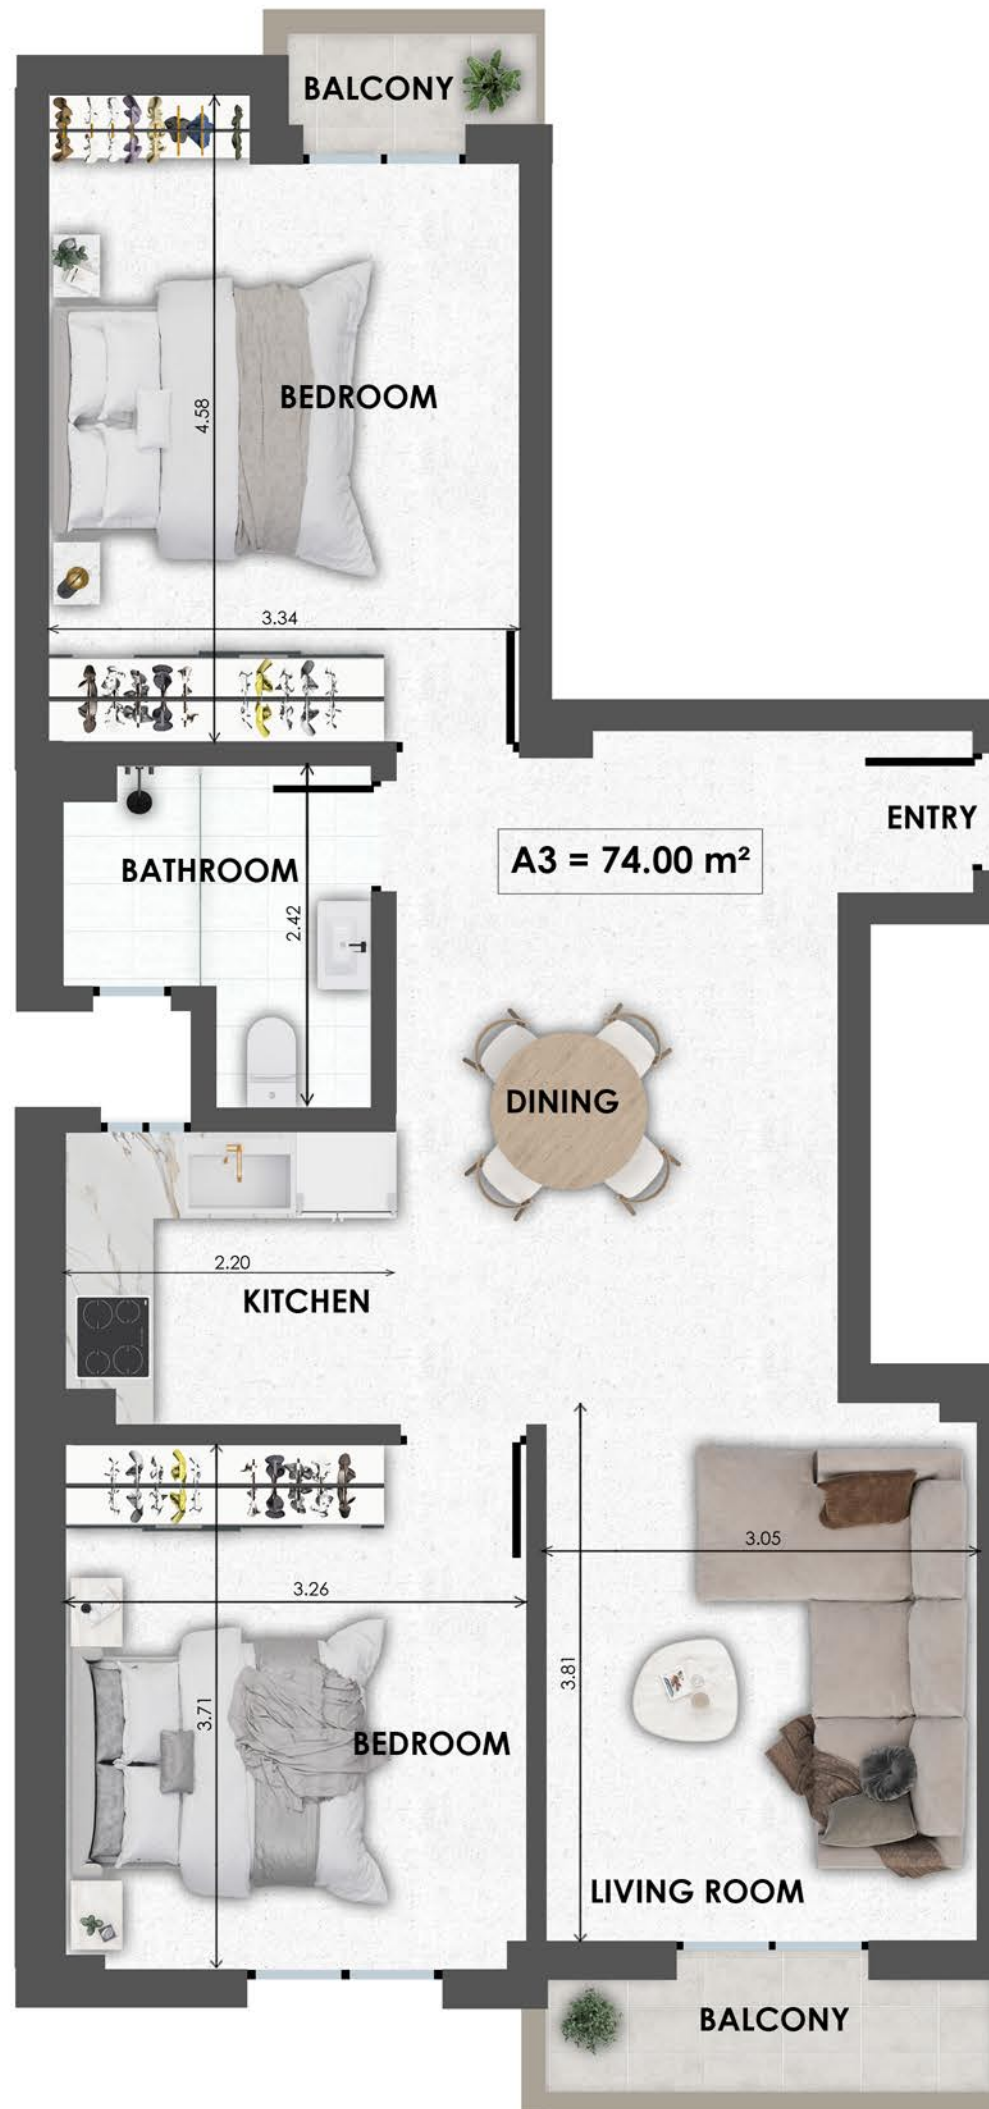 BALCONY
BEDROOM
4.58
3.34
ENTRY
A3 = 74.00 m²
BATHROOM
2.42
DINING
2.20
KITCHEN
3.05
3.26
3.81
3.71
BEDROOM
LIVING ROOM
BALCONY